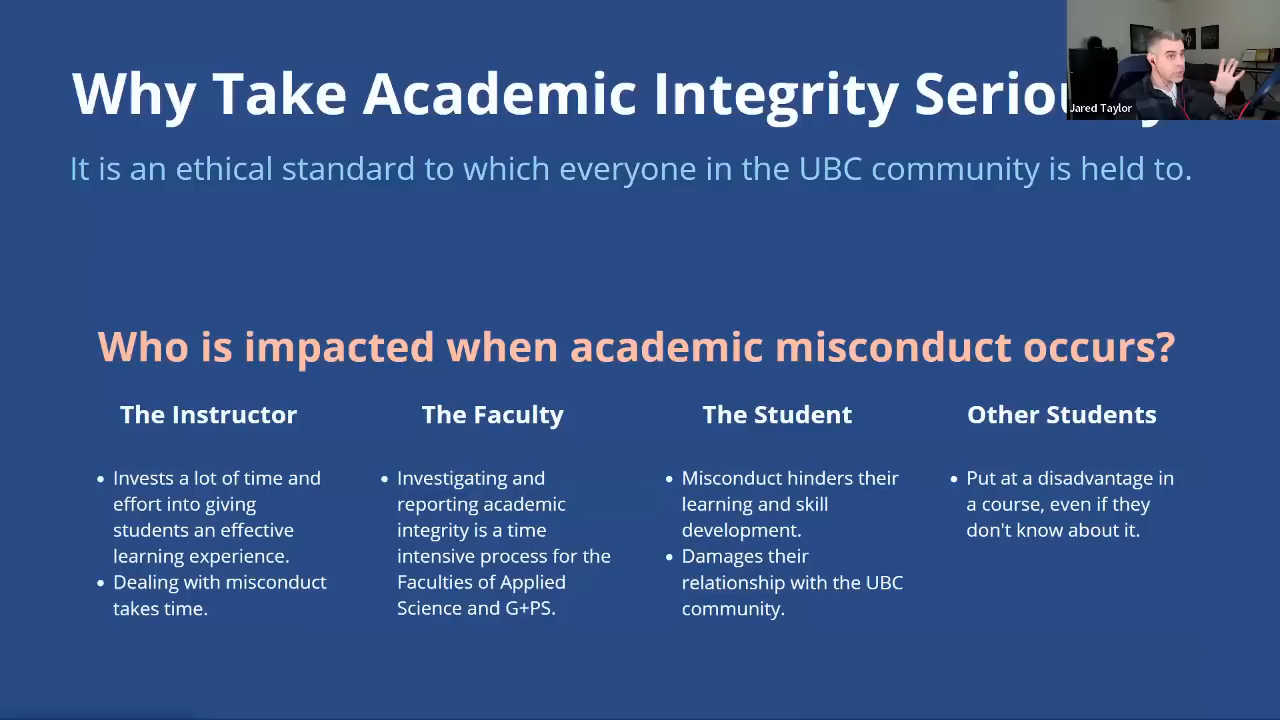 Why Take Academic Integrity
Jared Taylor
It is an ethical standard to which everyone in the UBC community is held to.
Who is impacted when academic misconduct occurs?
The Instructor
• Invests a lot of time and
effort into giving
students an effective
learning experience.
• Dealing with misconduct
takes time.
The Faculty
• Investigating and
reporting academic
integrity is a time
intensive process for the
Faculties of Applied
Science and G+PS.
The Student
• Misconduct hinders their
learning and skill
development.
• Damages their
relationship with the UBC
community.
Other Students
• Put at a disadvantage in
a course, even if they
don't know about it.